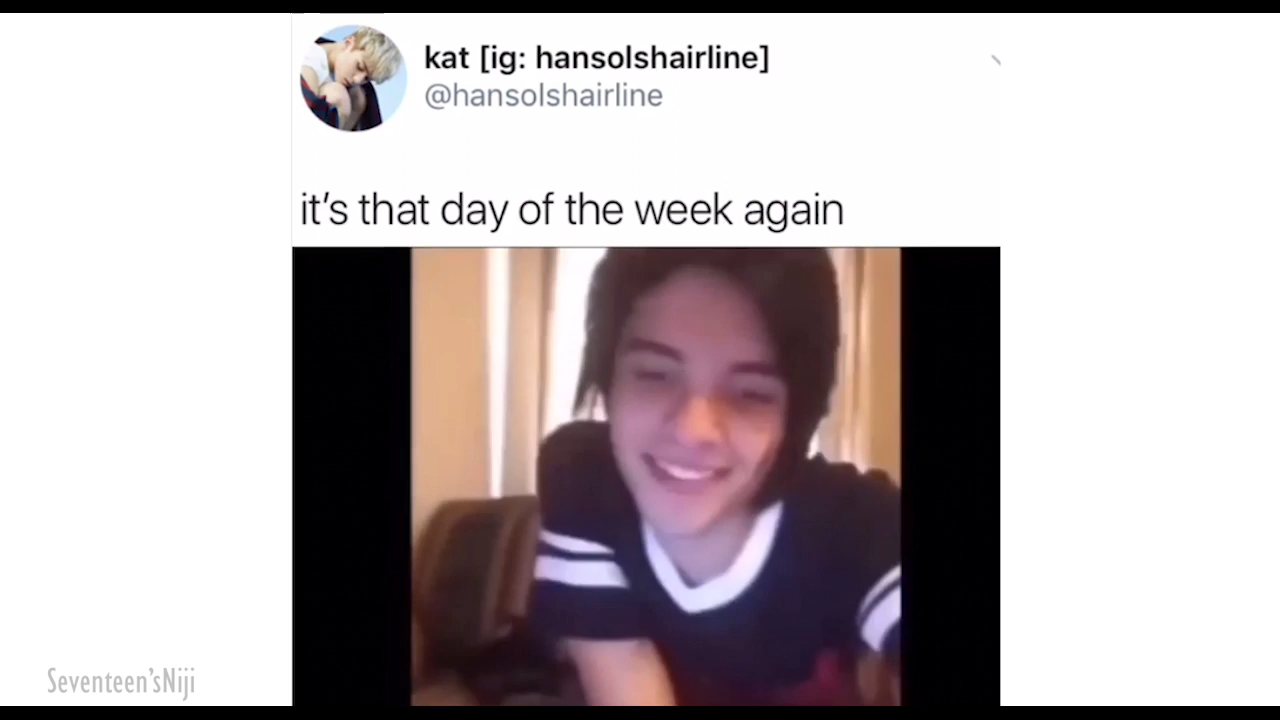 kat [ig: hansolshairline]
@hansolshairline
it's that day of the week again
Seventeen'sNiji